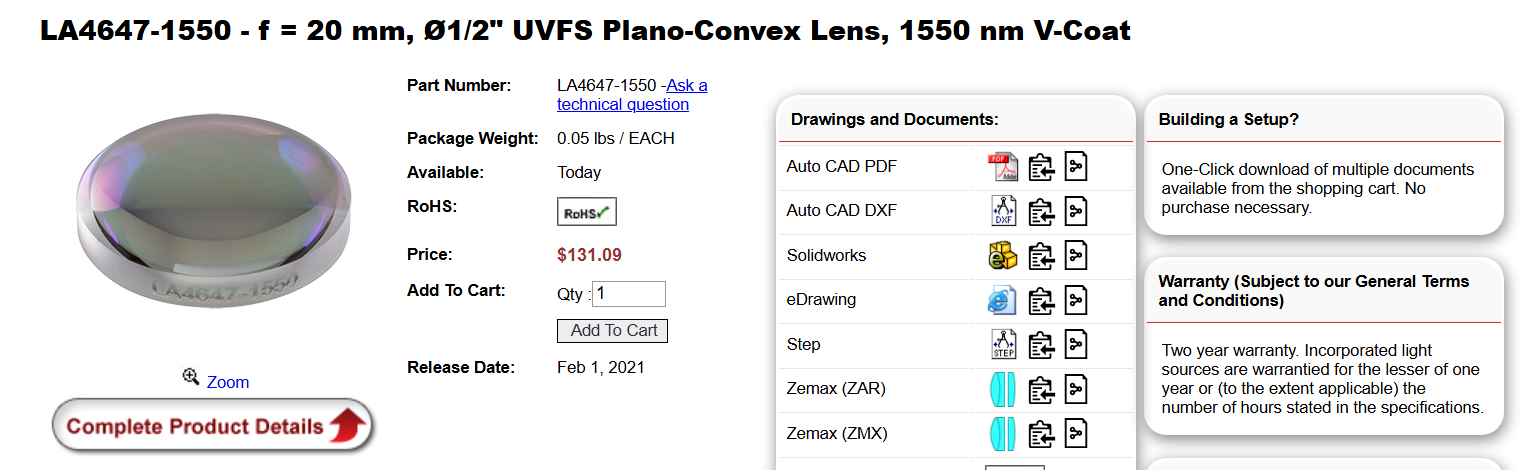 LA4647-1550 - f = 20 mm, Ø1/2" UVFS Plano-Convex Lens, 1550 nm V-Coat
LA4647-1550
Zoom
Complete Product Details
Part Number: LA4647-1550 -Ask a
technical question
Package Weight: 0.05 lbs / EACH
Available: Today
RoHS: RoHS
Price: $131.09
Add To Cart: Qty : 1
Add To Cart
Release Date: Feb 1, 2021
Drawings and Documents:
Auto CAD PDF PDF Adobe
Auto CAD DXF DXF
Solidworks
eDrawing
Step STEP
Zemax (ZAR)
Zemax (ZMX)
Building a Setup?
One-Click download of multiple documents
available from the shopping cart. No
purchase necessary.
Warranty (Subject to our General Terms
and Conditions)
Two year warranty. Incorporated light
sources are warrantied for the lesser of one
year or (to the extent applicable) the
number of hours stated in the specifications.